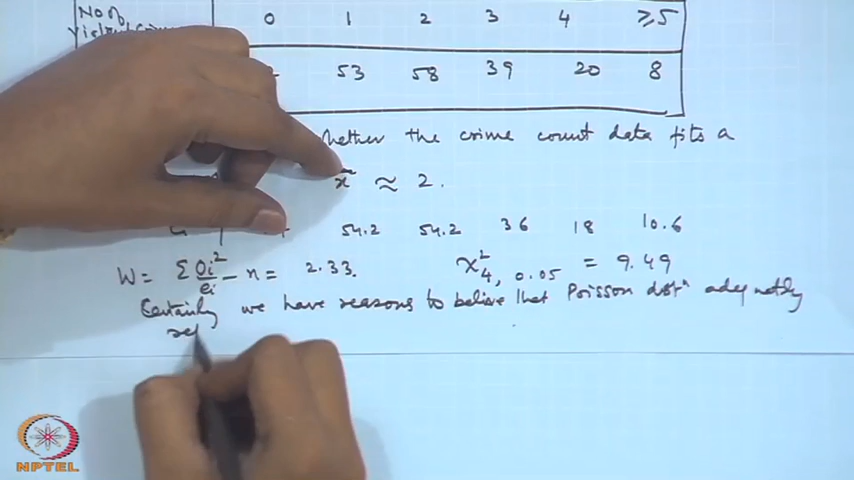 No of 0 1 2 3 4 ≥5
53 58 39 20 8
hether the crime count data fits a
x̄ ≈ 2.
54.2 54.2 36 18 10.6
W = Σ Oi²/ei - n = 2.33. χ²4, 0.05 = 9.49
Certainly we have reasons to believe that Poisson distⁿ adequately
NPTEL